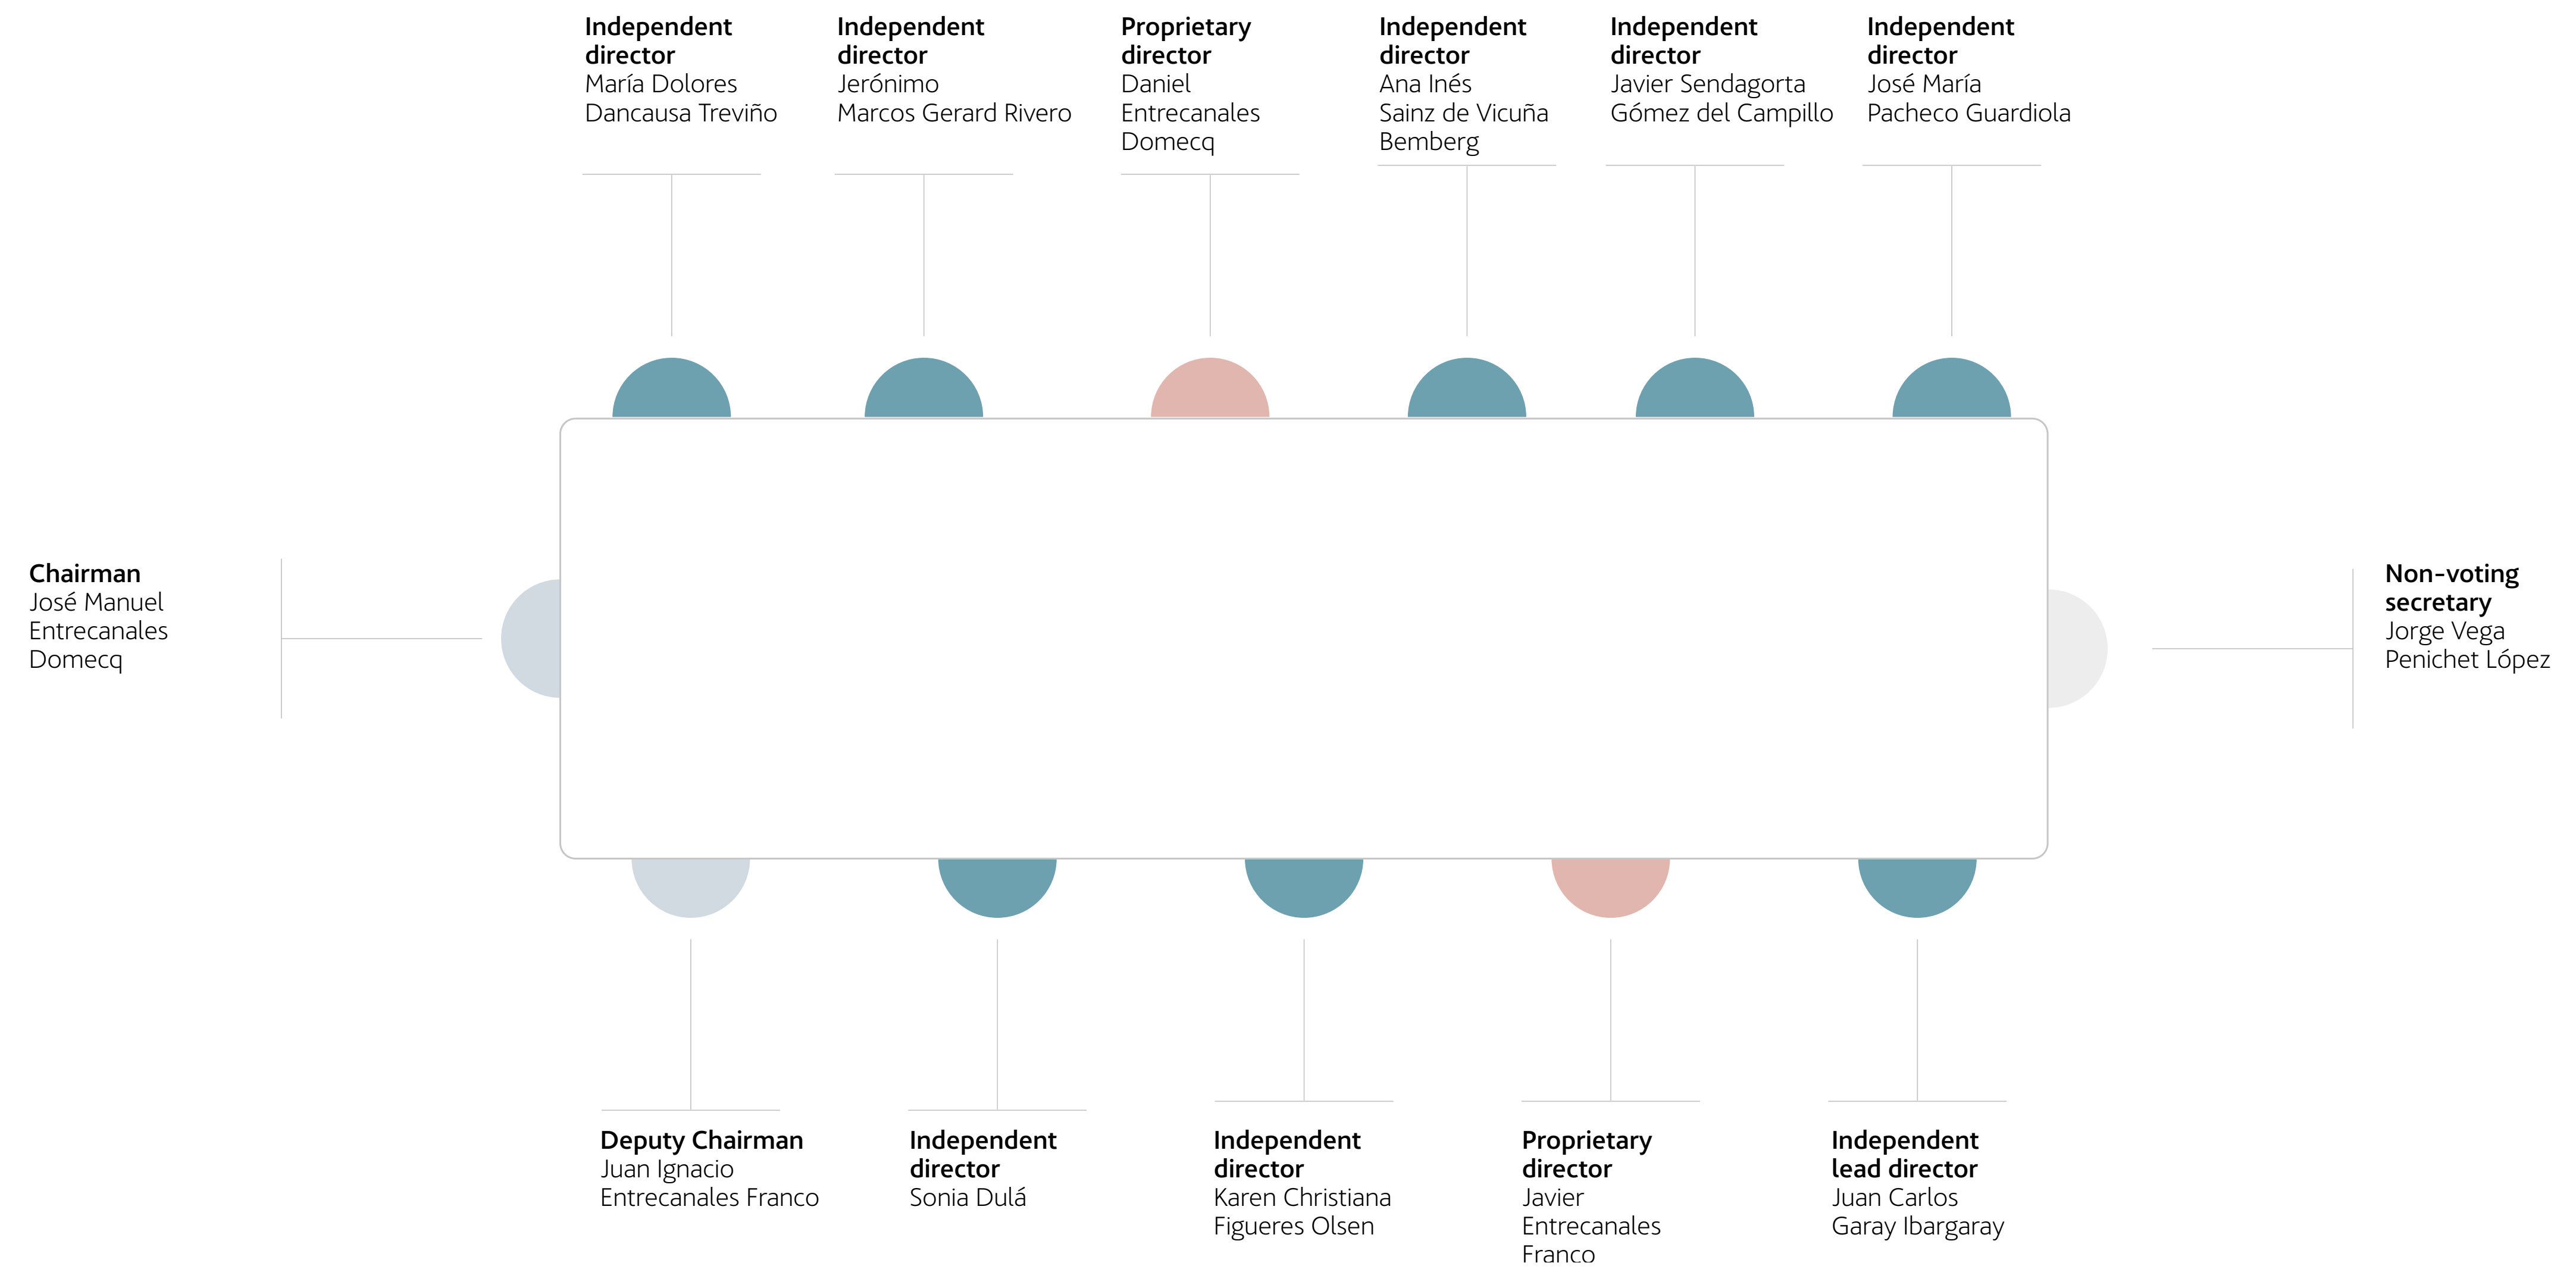 Independent
director
María Dolores
Dancausa Treviño
Independent
director
Jerónimo
Marcos Gerard Rivero
Proprietary
director
Daniel
Entrecanales
Domecq
Independent
director
Ana Inés
Sainz de Vicuña
Bemberg
Independent
director
Javier Sendagorta
Gómez del Campillo
Independent
director
José María
Pacheco Guardiola
Chairman
José Manuel
Entrecanales
Domecq
Non-voting
secretary
Jorge Vega
Penichet López
Deputy Chairman
Juan Ignacio
Entrecanales Franco
Independent
director
Sonia Dulá
Independent
director
Karen Christiana
Figueres Olsen
Proprietary
director
Javier
Entrecanales
Franco
Independent
lead director
Juan Carlos
Garay Ibargaray